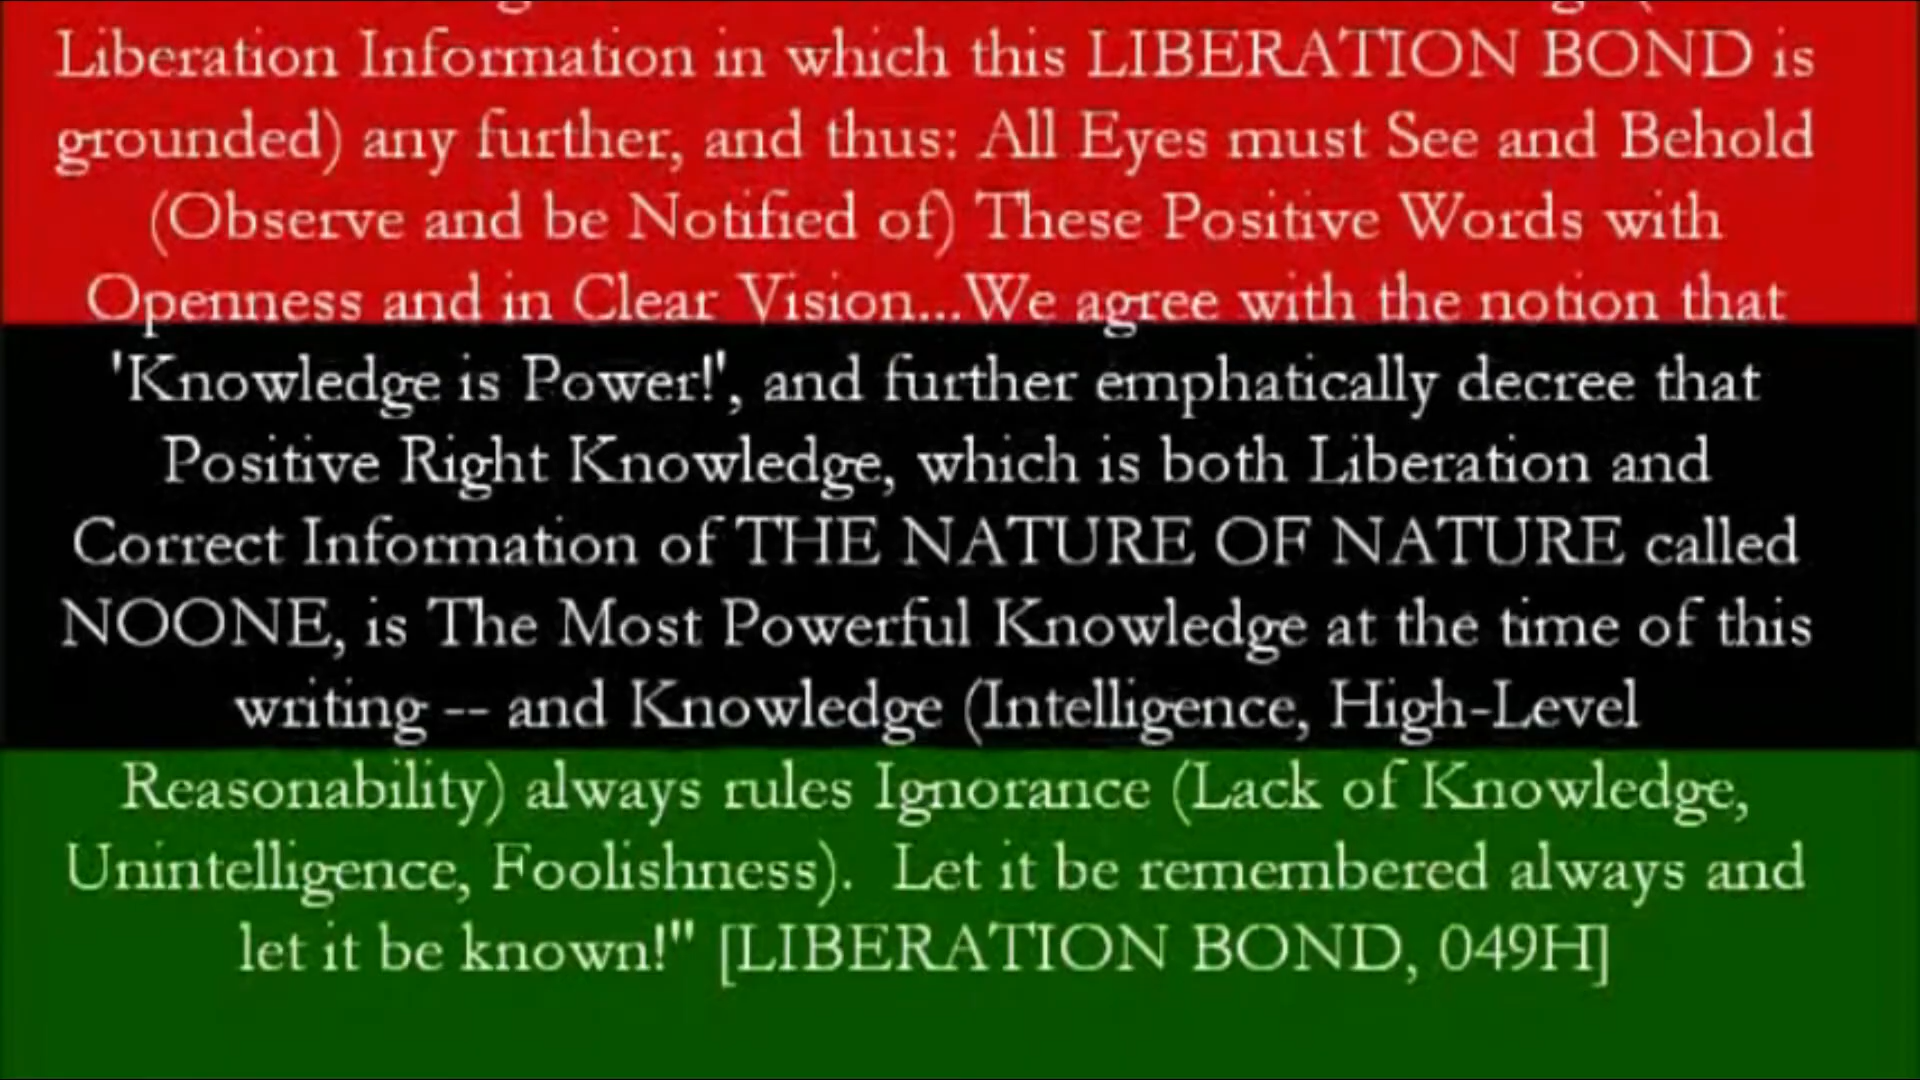 Liberation Information in which this LIBERATION BOND is
grounded) any further, and thus: All Eyes must See and Behold
(Observe and be Notified of) These Positive Words with
Openness and in Clear Vision...We agree with the notion that
'Knowledge is Power!', and further emphatically decree that
Positive Right Knowledge, which is both Liberation and
Correct Information of THE NATURE OF NATURE called
NOONE, is The Most Powerful Knowledge at the time of this
writing -- and Knowledge (Intelligence, High-Level
Reasonability) always rules Ignorance (Lack of Knowledge,
Unintelligence, Foolishness).  Let it be remembered always and
let it be known!" [LIBERATION BOND, 049H]